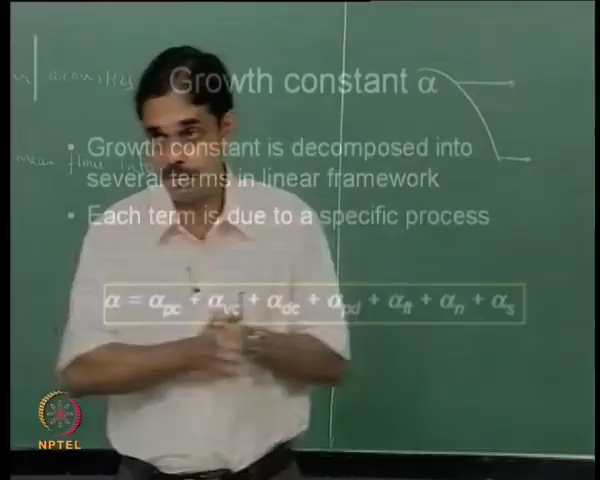 Growth constant α
acoustics
• Growth constant is decomposed into
mean flow
several terms in linear framework
• Each term is due to a specific process
α = α_pc + α_vc + α_dc + α_pd + α_fl + α_n + α_s
NPTEL